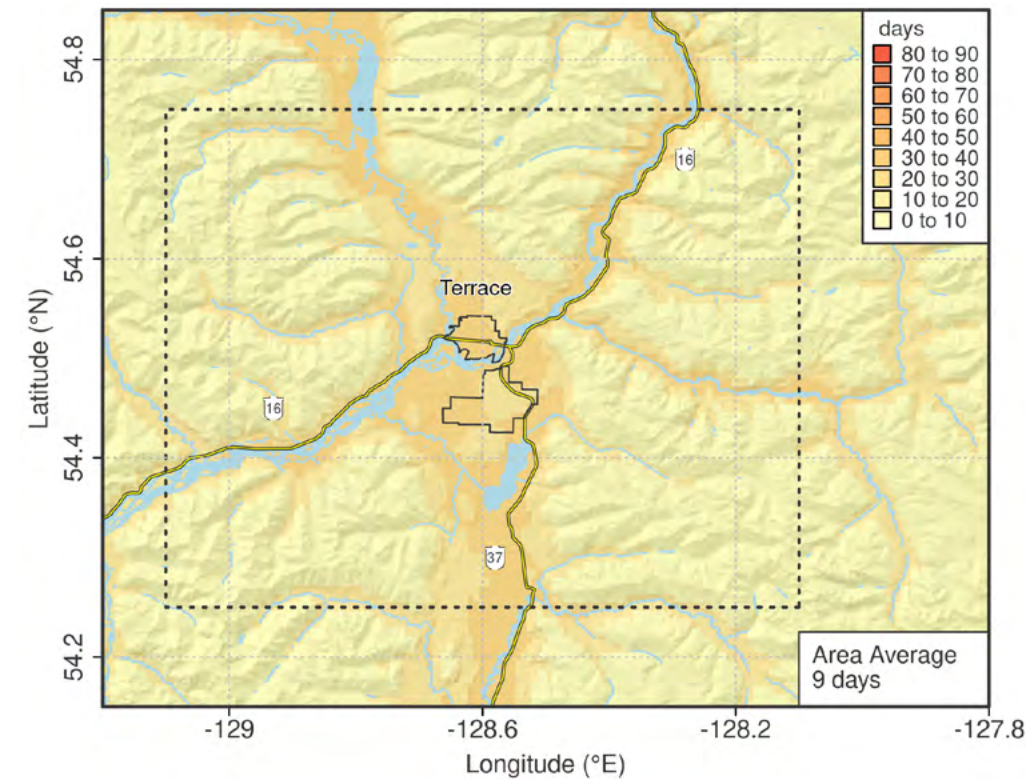 days
80 to 90
70 to 80
60 to 70
50 to 60
40 to 50
30 to 40
20 to 30
10 to 20
0 to 10
54.8
16
54.6
Terrace
Latitude (°N)
16
54.4
37
54.2
Area Average
9 days
-129
-128.6
-128.2
-127.8
Longitude (°E)